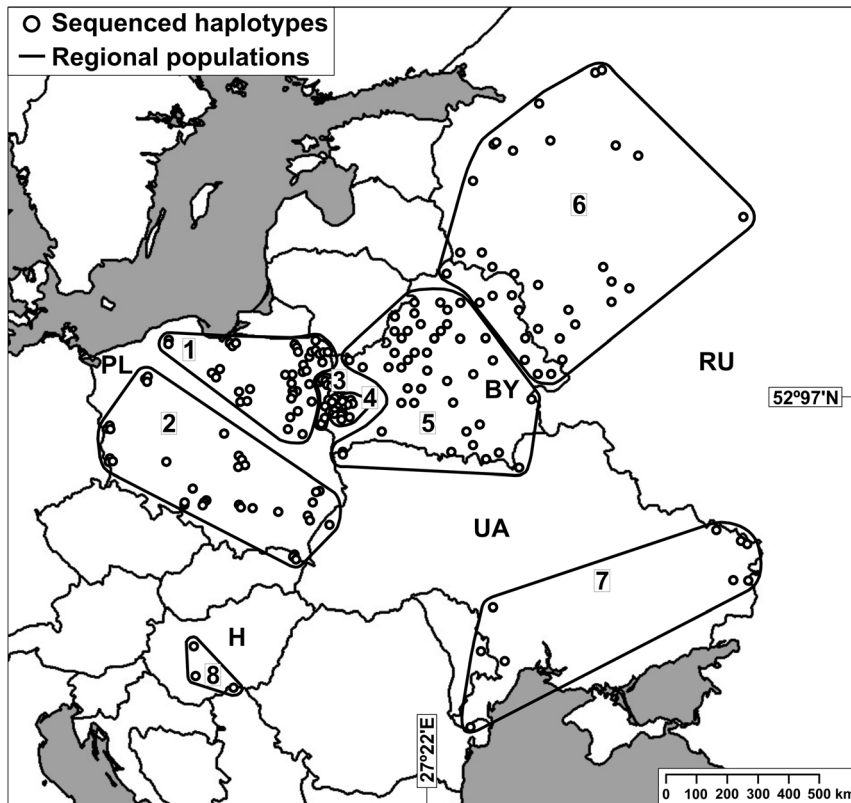 Sequenced haplotypes
Regional populations
6
1
PL
3
RU
BY
4
52º97'N
2
5
UA
7
H
8
27º22'E
0 100 200 300 400 500 km